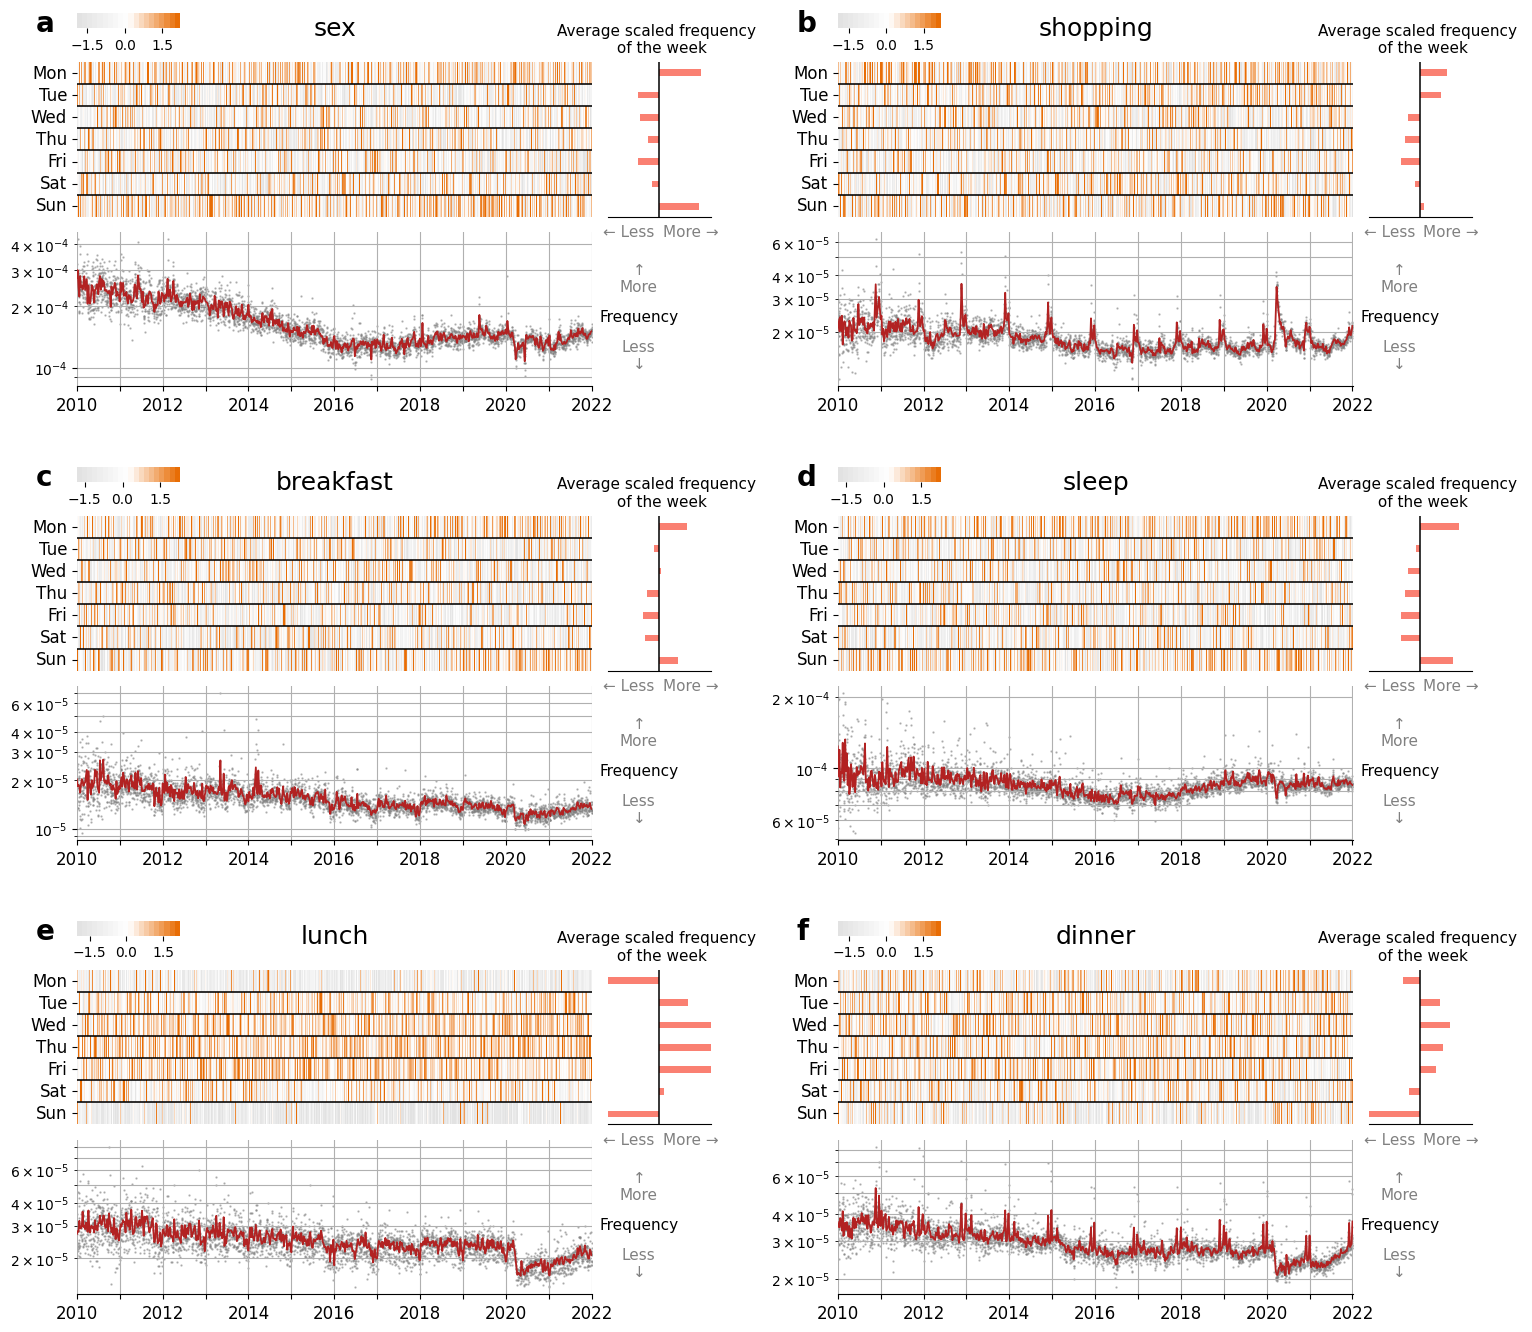 a
sex
−1.5 0.0 1.5
Average scaled frequency
of the week
Mon
Tue
Wed
Thu
Fri
Sat
Sun
← Less More →
4 × 10⁻⁴
3 × 10⁻⁴
2 × 10⁻⁴
10⁻⁴
↑
More
Frequency
Less
↓
2010 2012 2014 2016 2018 2020 2022
b
shopping
−1.5 0.0 1.5
Average scaled frequency
of the week
Mon
Tue
Wed
Thu
Fri
Sat
Sun
← Less More →
6 × 10⁻⁵
4 × 10⁻⁵
3 × 10⁻⁵
2 × 10⁻⁵
↑
More
Frequency
Less
↓
2010 2012 2014 2016 2018 2020 2022
c
breakfast
−1.5 0.0 1.5
Average scaled frequency
of the week
Mon
Tue
Wed
Thu
Fri
Sat
Sun
← Less More →
6 × 10⁻⁵
4 × 10⁻⁵
3 × 10⁻⁵
2 × 10⁻⁵
10⁻⁵
↑
More
Frequency
Less
↓
2010 2012 2014 2016 2018 2020 2022
d
sleep
−1.5 0.0 1.5
Average scaled frequency
of the week
Mon
Tue
Wed
Thu
Fri
Sat
Sun
← Less More →
2 × 10⁻⁴
10⁻⁴
6 × 10⁻⁵
↑
More
Frequency
Less
↓
2010 2012 2014 2016 2018 2020 2022
e
lunch
−1.5 0.0 1.5
Average scaled frequency
of the week
Mon
Tue
Wed
Thu
Fri
Sat
Sun
← Less More →
6 × 10⁻⁵
4 × 10⁻⁵
3 × 10⁻⁵
2 × 10⁻⁵
↑
More
Frequency
Less
↓
2010 2012 2014 2016 2018 2020 2022
f
dinner
−1.5 0.0 1.5
Average scaled frequency
of the week
Mon
Tue
Wed
Thu
Fri
Sat
Sun
← Less More →
6 × 10⁻⁵
4 × 10⁻⁵
3 × 10⁻⁵
2 × 10⁻⁵
↑
More
Frequency
Less
↓
2010 2012 2014 2016 2018 2020 2022